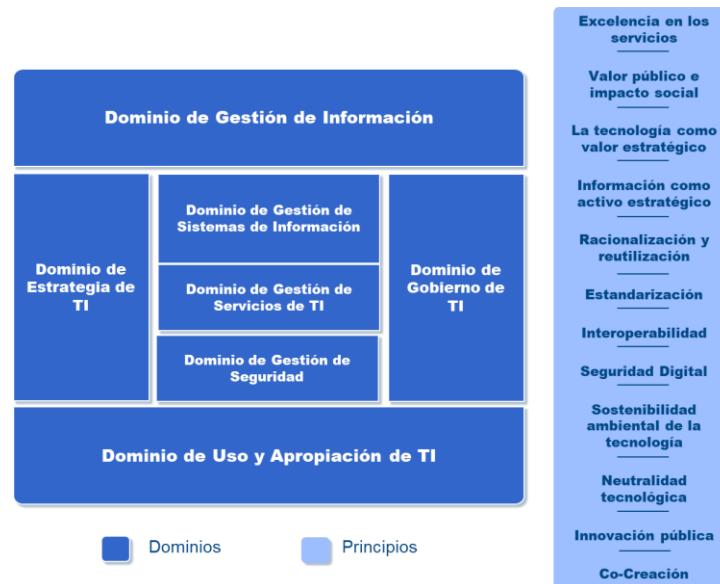 Dominio de Gestión de Información
Dominio de
Estrategia de
TI
Dominio de Gestión de
Sistemas de Información
Dominio de Gestión de
Servicios de TI
Dominio de Gestión de
Seguridad
Dominio de
Gobierno de
TI
Dominio de Uso y Apropiación de TI
Dominios
Principios
Excelencia en los
servicios
Valor público e
impacto social
La tecnología como
valor estratégico
Información como
activo estratégico
Racionalización y
reutilización
Estandarización
Interoperabilidad
Seguridad Digital
Sostenibilidad
ambiental de la
tecnología
Neutralidad
tecnológica
Innovación pública
Co-Creación